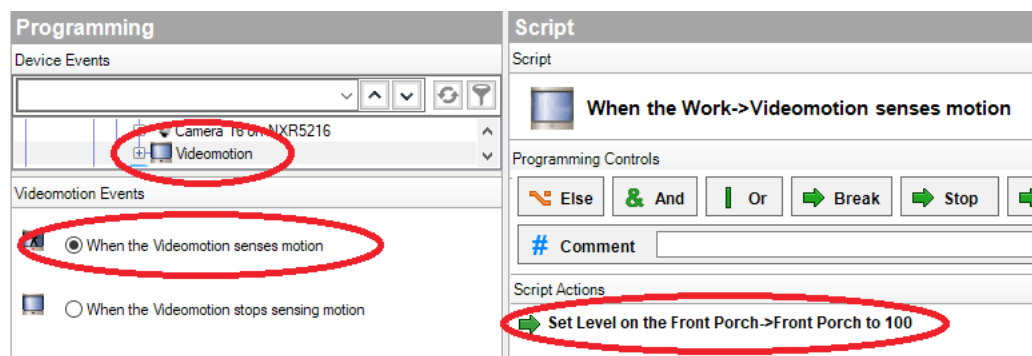 Programming
Device Events
Camera 16 on NXR5216
Videomotion
Videomotion Events
When the Videomotion senses motion
When the Videomotion stops sensing motion
Script
Script
When the Work->Videomotion senses motion
Programming Controls
Else
& And
Or
Break
Stop
# Comment
Script Actions
Set Level on the Front Porch->Front Porch to 100